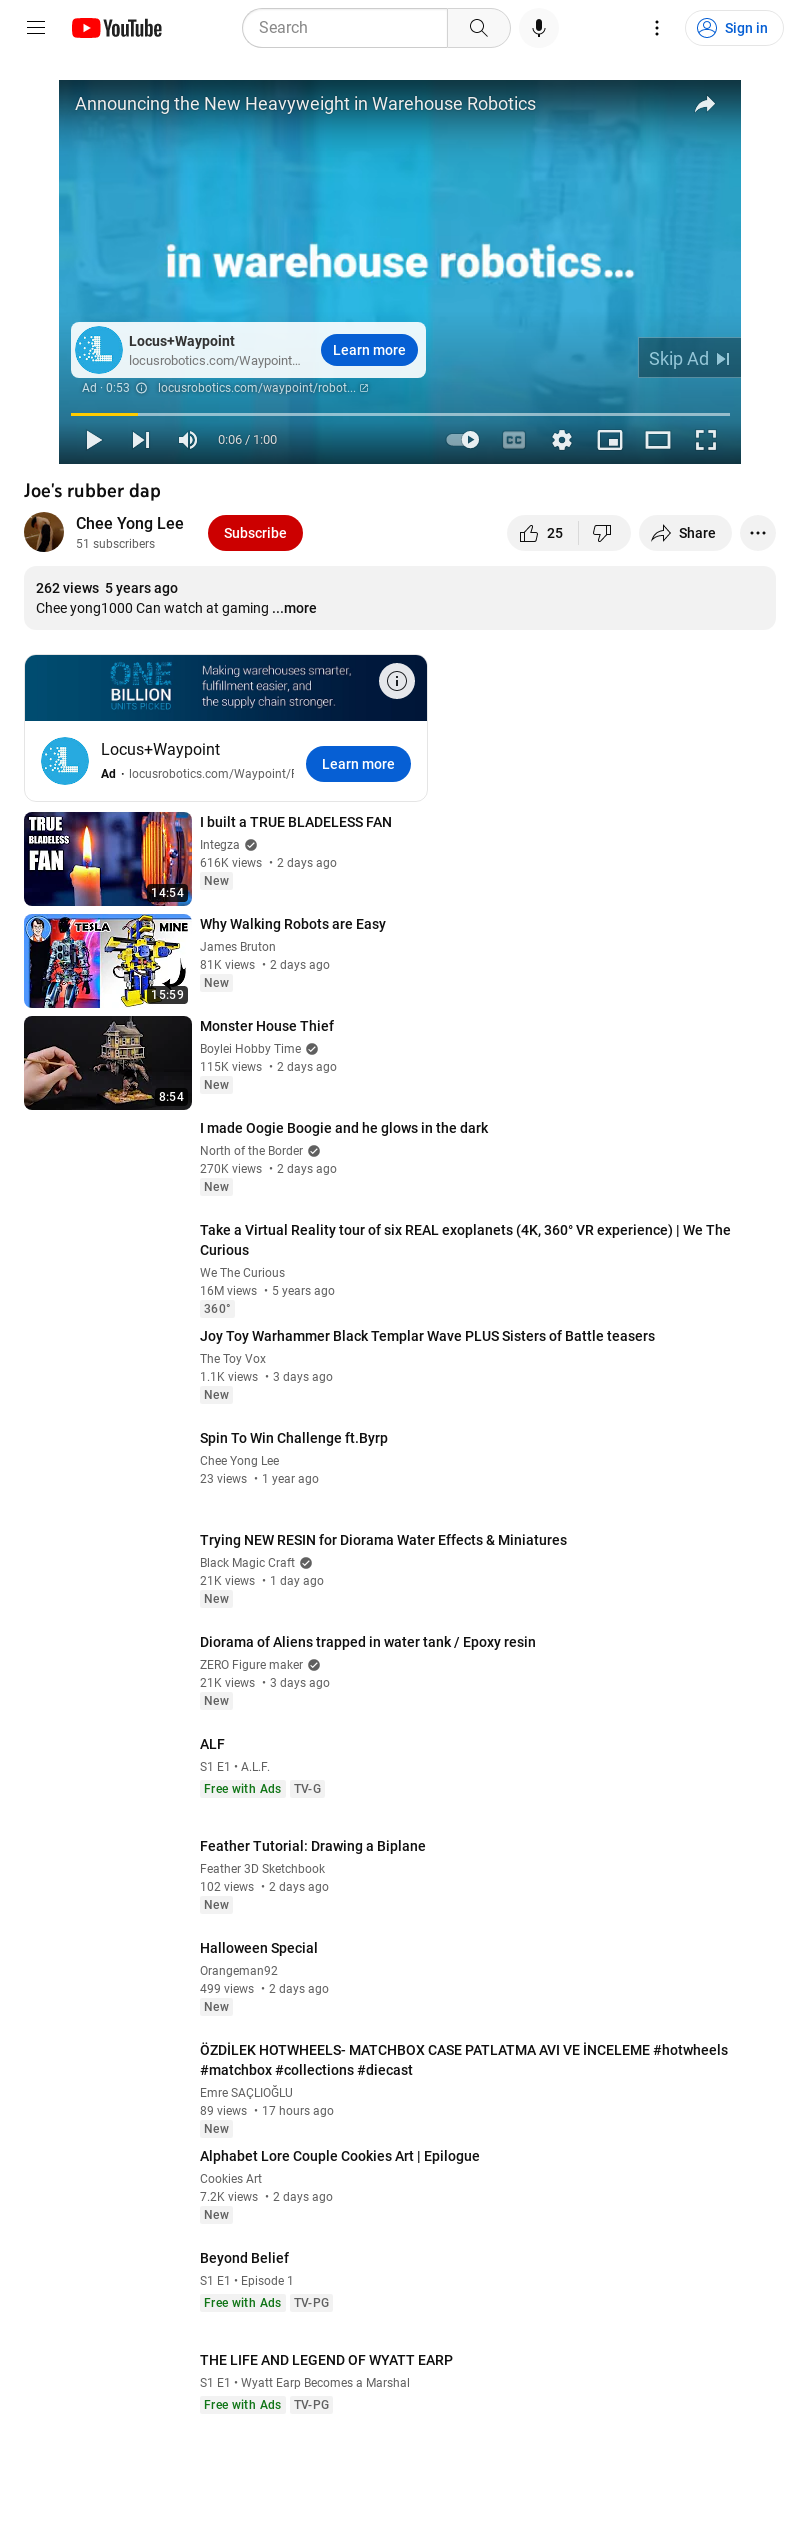 YouTube
Search
Sign in
Announcing the New Heavyweight in Warehouse Robotics
in warehouse robotics...
Locus+Waypoint
locusrobotics.com/Waypoint...
Learn more
Skip Ad
Ad · 0:53
locusrobotics.com/waypoint/robot...
0:06 / 1:00
CC
Joe's rubber dap
Chee Yong Lee
51 subscribers
Subscribe
25
Share
262 views 5 years ago
Chee yong1000 Can watch at gaming ...more
ONE
BILLION
UNITS PICKED
Making warehouses smarter,
fulfillment easier, and
the supply chain stronger.
Locus+Waypoint
Ad · locusrobotics.com/Waypoint/
Learn more
TRUE
BLADELESS
FAN
14:54
I built a TRUE BLADELESS FAN
Integza
616K views • 2 days ago
New
TESLA
MINE
15:59
Why Walking Robots are Easy
James Bruton
81K views • 2 days ago
New
8:54
Monster House Thief
Boylei Hobby Time
115K views • 2 days ago
New
I made Oogie Boogie and he glows in the dark
North of the Border
270K views • 2 days ago
New
Take a Virtual Reality tour of six REAL exoplanets (4K, 360° VR experience) | We The
Curious
We The Curious
16M views • 5 years ago
360°
Joy Toy Warhammer Black Templar Wave PLUS Sisters of Battle teasers
The Toy Vox
1.1K views • 3 days ago
New
Spin To Win Challenge ft.Byrp
Chee Yong Lee
23 views • 1 year ago
Trying NEW RESIN for Diorama Water Effects & Miniatures
Black Magic Craft
21K views • 1 day ago
New
Diorama of Aliens trapped in water tank / Epoxy resin
ZERO Figure maker
21K views • 3 days ago
New
ALF
S1 E1 • A.L.F.
Free with Ads TV-G
Feather Tutorial: Drawing a Biplane
Feather 3D Sketchbook
102 views • 2 days ago
New
Halloween Special
Orangeman92
499 views • 2 days ago
New
ÖZDİLEK HOTWHEELS- MATCHBOX CASE PATLATMA AVI VE İNCELEME #hotwheels
#matchbox #collections #diecast
Emre SAÇLIOĞLU
89 views • 17 hours ago
New
Alphabet Lore Couple Cookies Art | Epilogue
Cookies Art
7.2K views • 2 days ago
New
Beyond Belief
S1 E1 • Episode 1
Free with Ads TV-PG
THE LIFE AND LEGEND OF WYATT EARP
S1 E1 • Wyatt Earp Becomes a Marshal
Free with Ads TV-PG